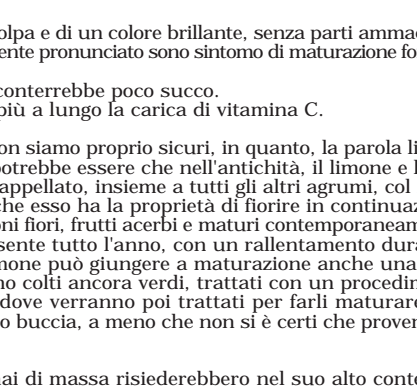 olpa e di un colore brillante, senza parti ammac
ente pronunciato sono sintomo di maturazione fo
conterrebbe poco succo.
più a lungo la carica di vitamina C.
on siamo proprio sicuri, in quanto, la parola li
potrebbe essere che nell'antichità, il limone e l
appellato, insieme a tutti gli altri agrumi, col
che esso ha la proprietà di fiorire in continuaz
oni fiori, frutti acerbi e maturi contemporaneam
sente tutto l'anno, con un rallentamento dura
mone può giungere a maturazione anche una
no colti ancora verdi, trattati con un procedin
dove verranno poi trattati per farli maturare
o buccia, a meno che non si è certi che prover
nai di massa risiederebbero nel suo alto conte